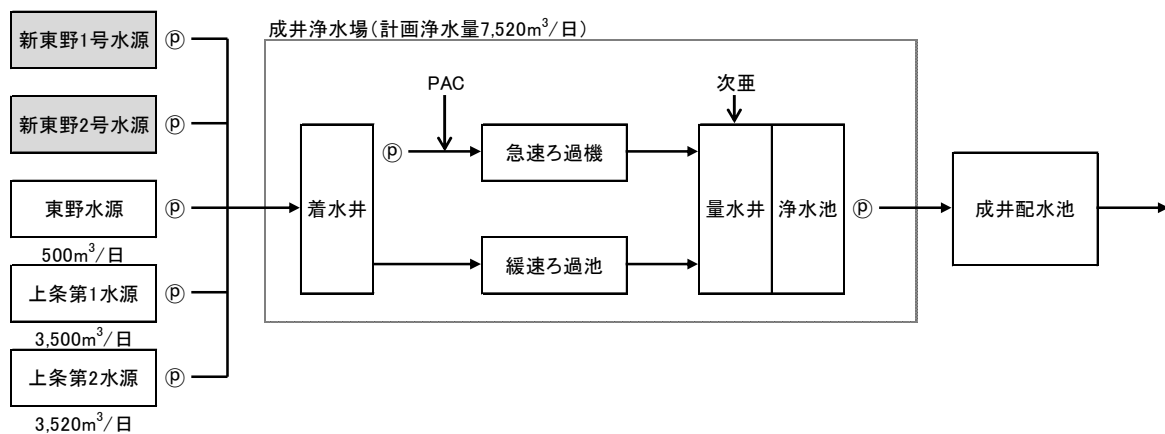 成井浄水場（計画浄水量7,520m³/日）
新東野1号水源 ⓟ
新東野2号水源 ⓟ
東野水源 ⓟ
500m³/日
上条第1水源 ⓟ
3,500m³/日
上条第2水源 ⓟ
3,520m³/日
着水井
ⓟ
PAC
急速ろ過機
緩速ろ過池
次亜
量水井
浄水池
ⓟ
成井配水池